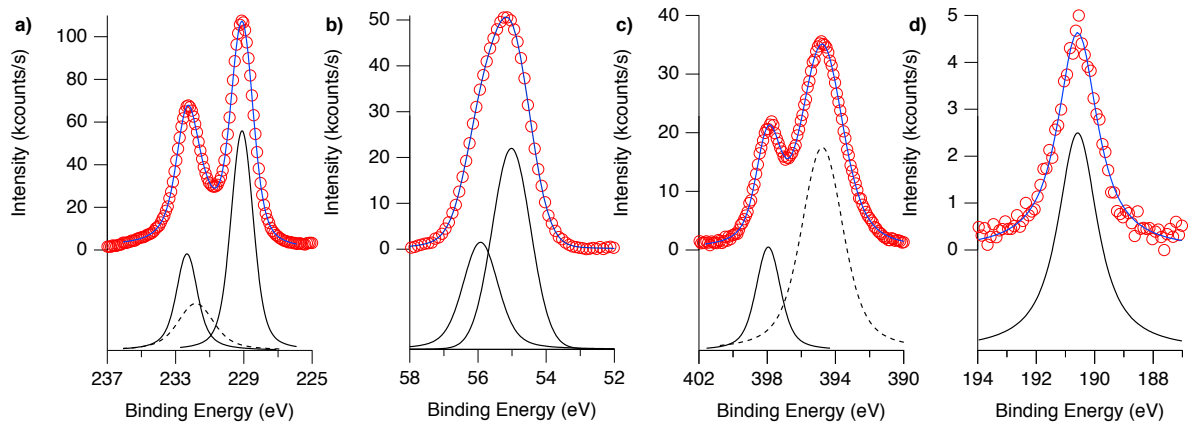 a)
Intensity (kcounts/s)
100
80
60
40
20
0
237 233 229 225
Binding Energy (eV)
b)
Intensity (kcounts/s)
50
40
30
20
10
0
58 56 54 52
Binding Energy (eV)
c)
Intensity (kcounts/s)
40
30
20
10
0
402 398 394 390
Binding Energy (eV)
d)
Intensity (kcounts/s)
5
4
3
2
1
0
194 192 190 188
Binding Energy (eV)